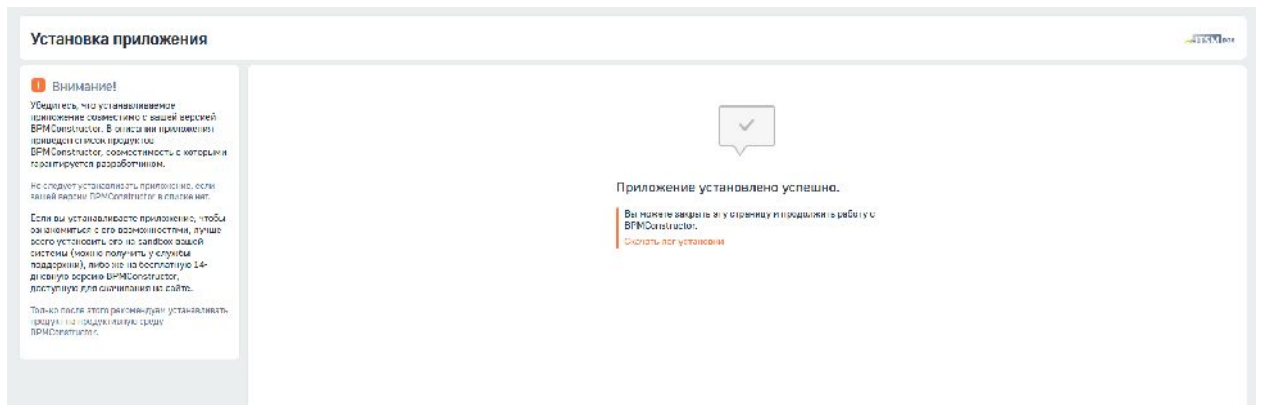 Установка приложения
ITSM BOX
Внимание!
Убедитесь, что устанавливаемое
приложение совместимо с вашей версией
BPMConstructor. В описании приложения
приведен список продуктов
BPMConstructor, совместимость с которыми
гарантируется разработчиком.
Не следует устанавливать приложение, если
вашей версии BPMConstructor в списке нет.
Если вы устанавливаете приложение, чтобы
ознакомиться с его возможностями, лучше
всего установить его на sandbox вашей
системы (можно получить у службы
поддержки), либо же на бесплатную 14-
дневную версию BPMConstructor,
доступную для скачивания на сайте.
Только после этого рекомендуем устанавливать
продукт на продуктивную среду
BPMConstructor.
Приложение установлено успешно.
Вы можете закрыть эту страницу и продолжить работу с
BPMConstructor.
Скачать лог установки